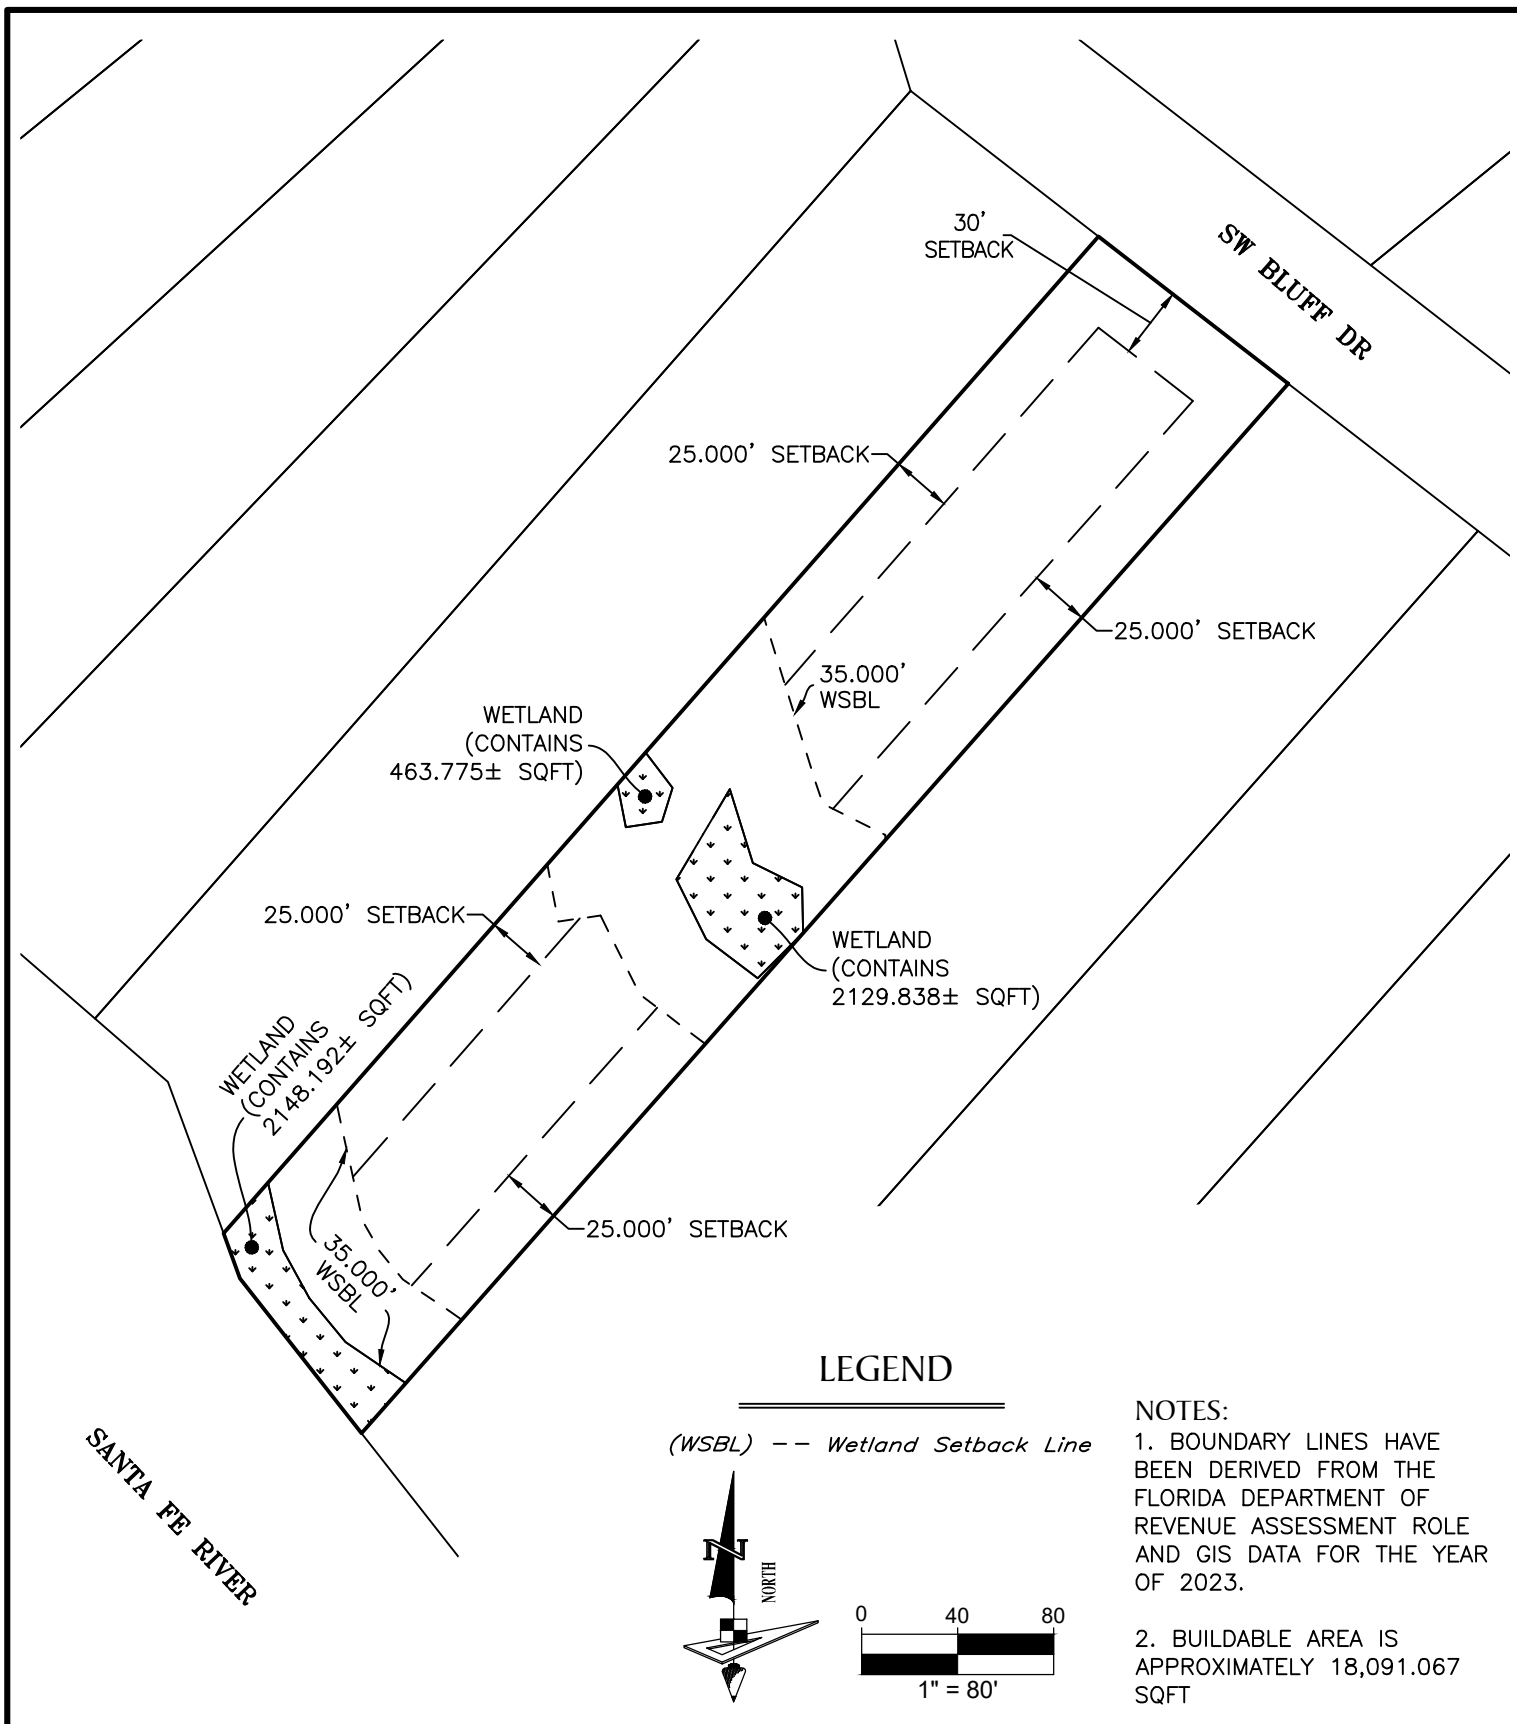 30'
SETBACK
SW BLUFF DR
25.000' SETBACK
25.000' SETBACK
35.000'
WSBL
WETLAND
(CONTAINS
463.775± SQFT)
25.000' SETBACK
WETLAND
(CONTAINS
2129.838± SQFT)
WETLAND
(CONTAINS
2148.192± SQFT)
25.000' SETBACK
35.000'
WSBL
SANTA FE RIVER
LEGEND
(WSBL) -- Wetland Setback Line
N
NORTH
0 40 80
1" = 80'
NOTES:
1. BOUNDARY LINES HAVE
BEEN DERIVED FROM THE
FLORIDA DEPARTMENT OF
REVENUE ASSESSMENT ROLE
AND GIS DATA FOR THE YEAR
OF 2023.
2. BUILDABLE AREA IS
APPROXIMATELY 18,091.067
SQFT